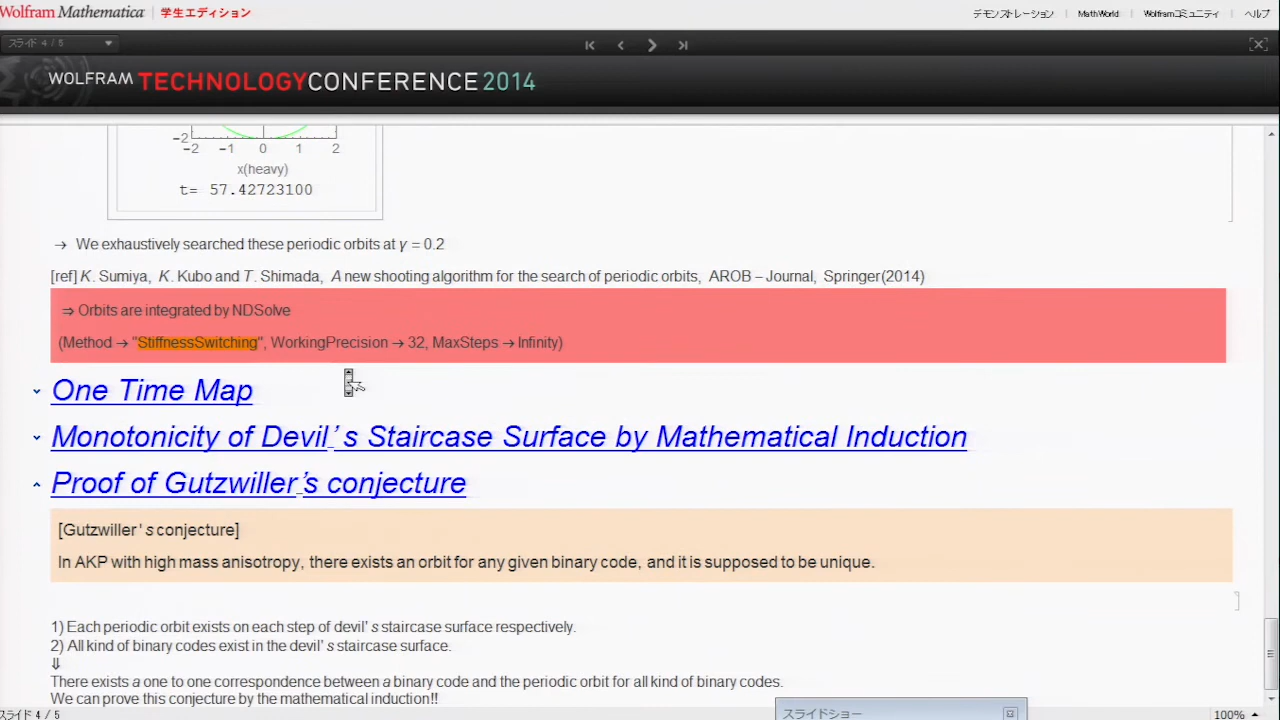 Wolfram Mathematica | 学生エディション
デモンストレーション | MathWorld | Wolframコミュニティ | ヘルプ
スライド 4 / 5
WOLFRAM TECHNOLOGYCONFERENCE 2014
-2
-2 -1 0 1 2
x(heavy)
t= 57.42723100
→ We exhaustively searched these periodic orbits at γ = 0.2
[ref] K. Sumiya, K. Kubo and T. Shimada, A new shooting algorithm for the search of periodic orbits, AROB – Journal, Springer(2014)
⇒ Orbits are integrated by NDSolve
(Method → "StiffnessSwitching", WorkingPrecision → 32, MaxSteps → Infinity)
One Time Map
Monotonicity of Devil's Staircase Surface by Mathematical Induction
Proof of Gutzwiller's conjecture
[Gutzwiller ' s conjecture]
In AKP with high mass anisotropy, there exists an orbit for any given binary code, and it is supposed to be unique.
1) Each periodic orbit exists on each step of devil' s staircase surface respectively.
2) All kind of binary codes exist in the devil' s staircase surface.
⇓
There exists a one to one correspondence between a binary code and the periodic orbit for all kind of binary codes.
We can prove this conjecture by the mathematical induction!!
スライドショー
スライド 4 / 5
100%